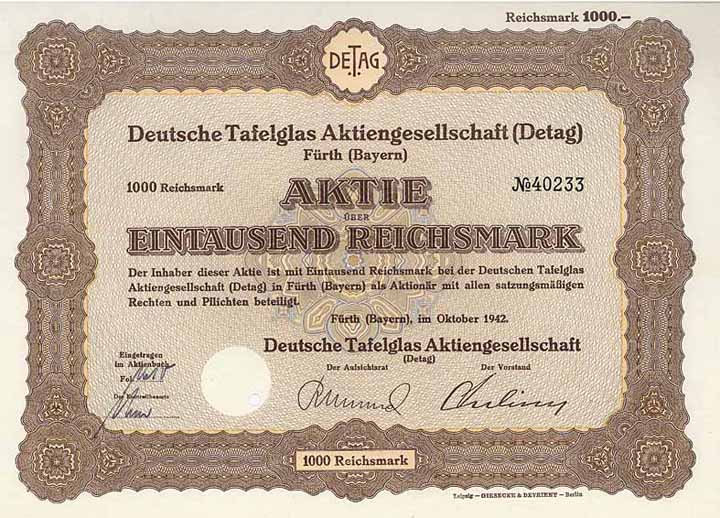 Reichsmark 1000.-
DETAG
Deutsche Tafelglas Aktiengesellschaft (Detag)
Fürth (Bayern)
1000 Reichsmark
AKTIE
№40233
ÜBER
EINTAUSEND REICHSMARK
Der Inhaber dieser Aktie ist mit Eintausend Reichsmark bei der Deutschen Tafelglas
Aktiengesellschaft (Detag) in Fürth (Bayern) als Aktionär mit allen satzungsmäßigen
Rechten und Pflichten beteiligt.
Fürth (Bayern), im Oktober 1942.
Deutsche Tafelglas Aktiengesellschaft
(Detag)
Der Aufsichtsrat
Der Vorstand
Eingetragen
im Aktienbuch
Fol.
Der Kontrollbeamte
1000 Reichsmark
Leipzig - GIESECKE & DEVRIENT - Berlin